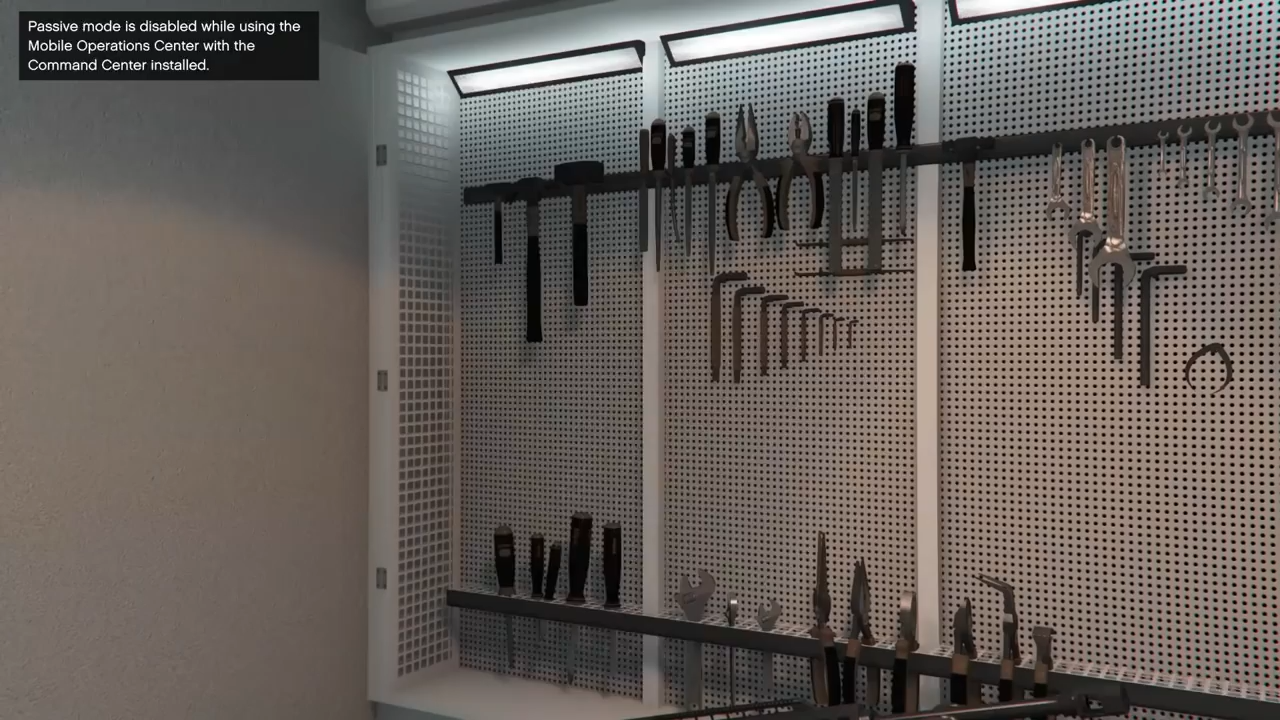 Passive mode is disabled while using the
Mobile Operations Center with the
Command Center installed.